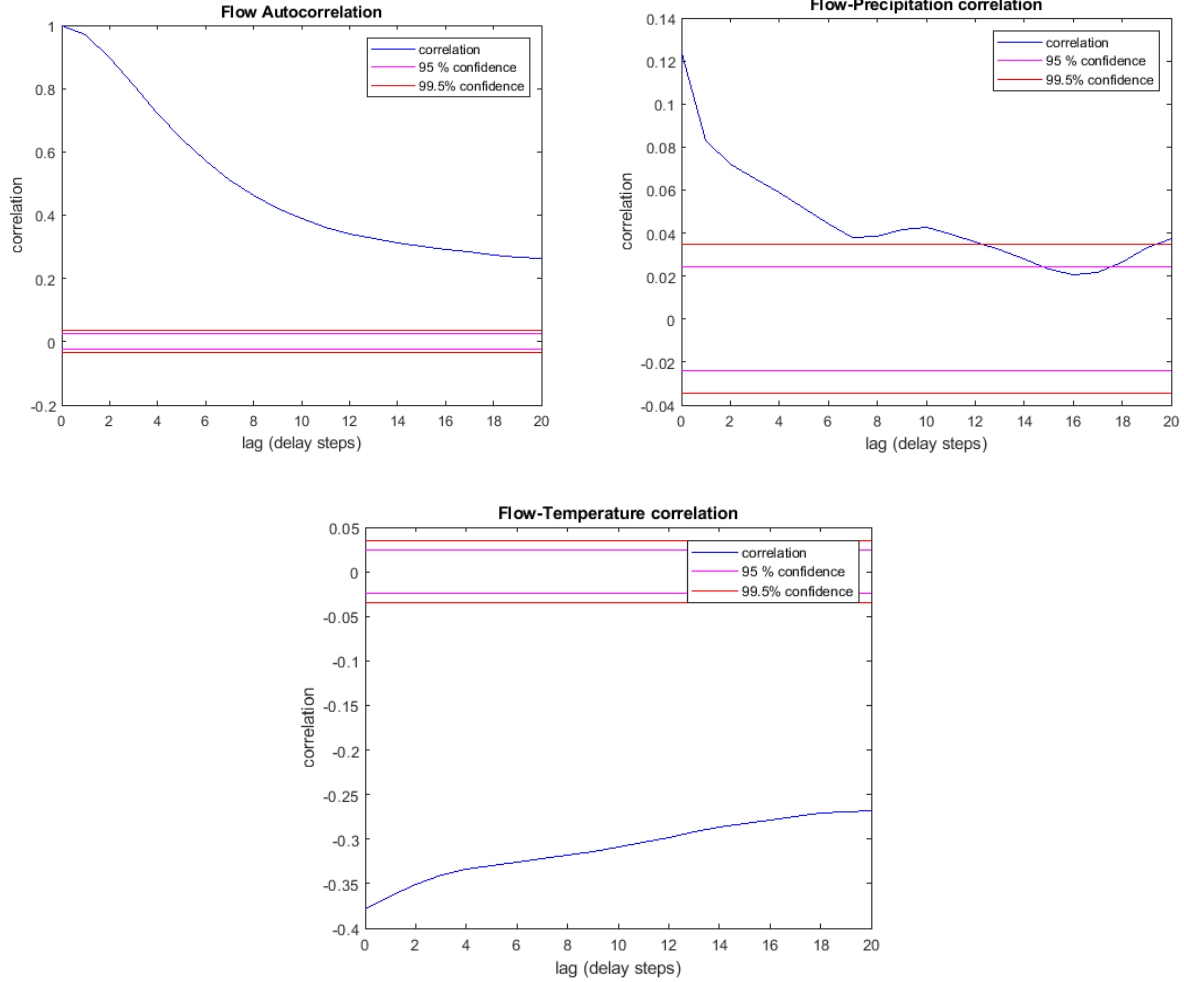 Flow Autocorrelation
1
0.8
0.6
0.4
0.2
0
-0.2
correlation
correlation
95 % confidence
99.5% confidence
0 2 4 6 8 10 12 14 16 18 20
lag (delay steps)
Flow-Precipitation correlation
0.14
0.12
0.1
0.08
0.06
0.04
0.02
0
-0.02
-0.04
correlation
correlation
95 % confidence
99.5% confidence
0 2 4 6 8 10 12 14 16 18 20
lag (delay steps)
Flow-Temperature correlation
0.05
0
-0.05
-0.1
-0.15
-0.2
-0.25
-0.3
-0.35
-0.4
correlation
correlation
95 % confidence
99.5% confidence
0 2 4 6 8 10 12 14 16 18 20
lag (delay steps)